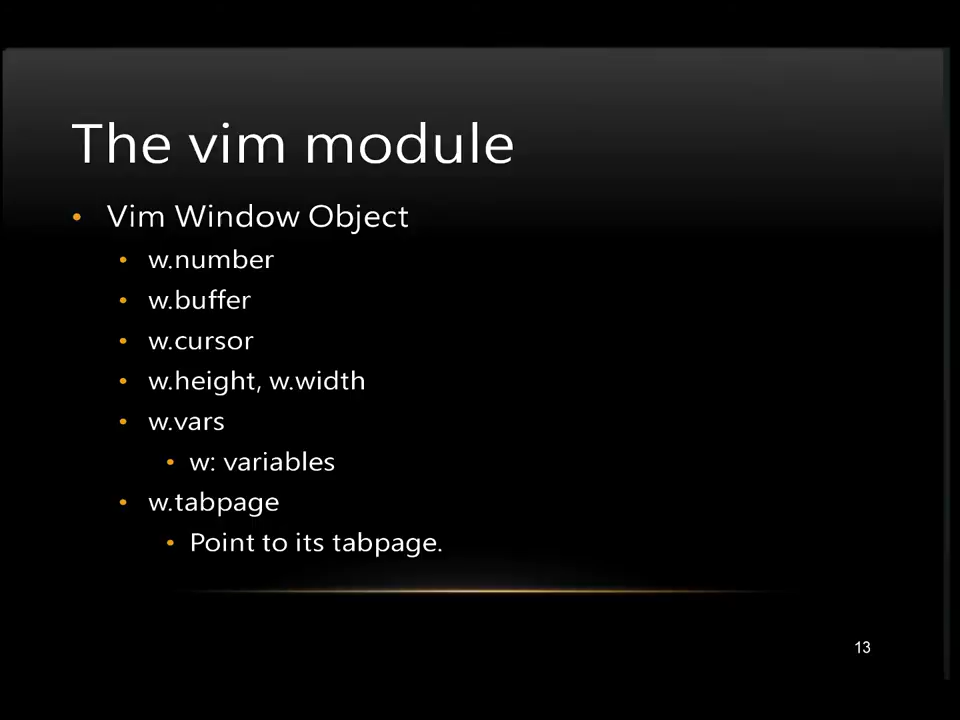 The vim module
• Vim Window Object
• w.number
• w.buffer
• w.cursor
• w.height, w.width
• w.vars
• w: variables
• w.tabpage
• Point to its tabpage.
13